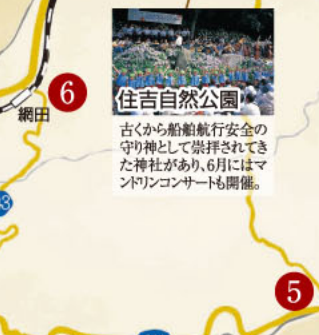 住吉自然公園
古くから船舶航行安全の
守り神として崇拝されてき
た神社があり、6月にはマ
ンドリンコンサートも開催。
6
網田
3
5